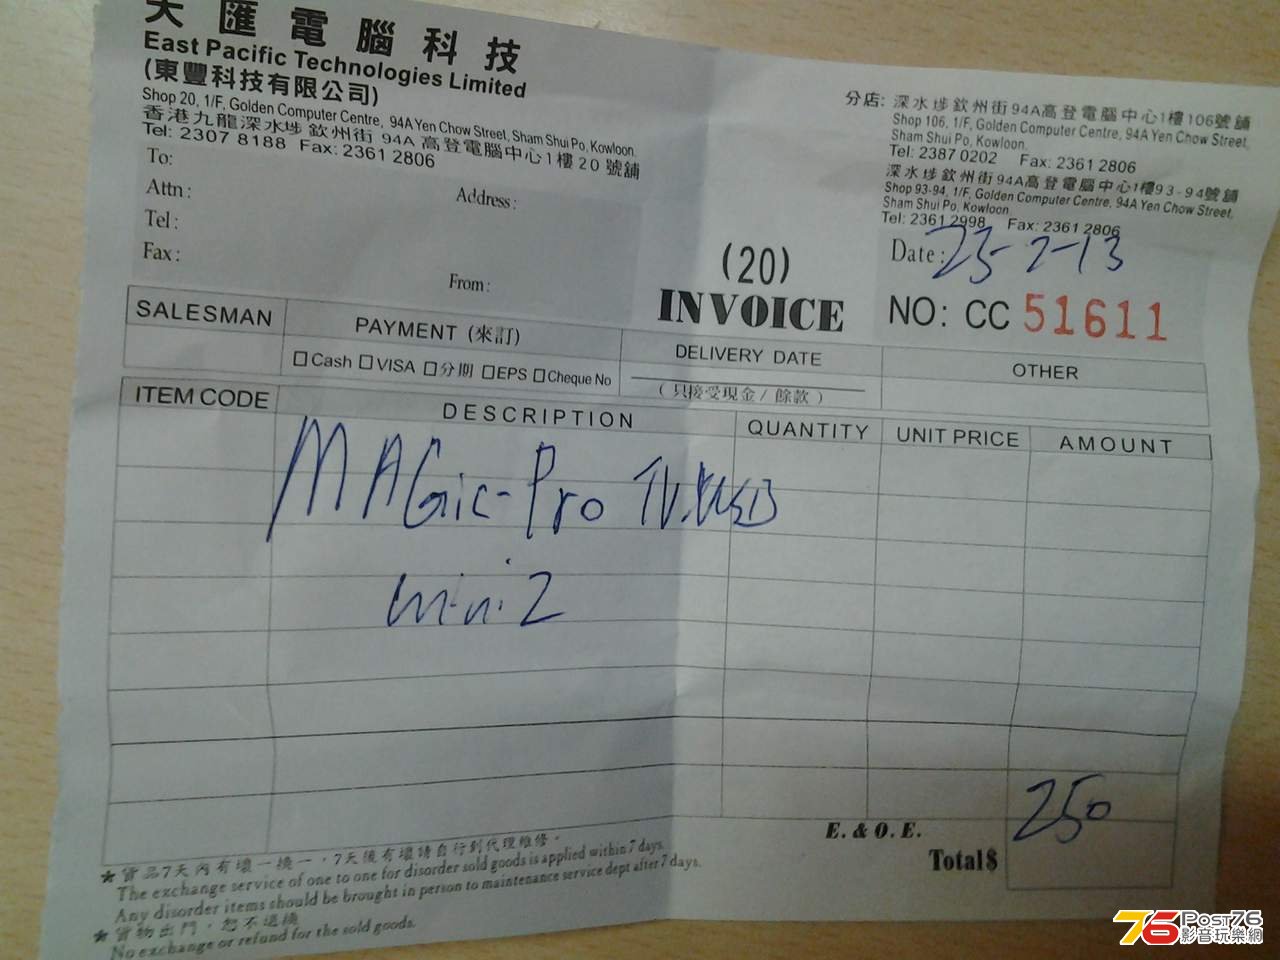 天匯電腦科技
East Pacific Technologies Limited
(東豐科技有限公司)
Shop 20, 1/F, Golden Computer Centre, 94A Yen Chow Street, Sham Shui Po, Kowloon.
香港九龍深水埗欽州街94A高登電腦中心1樓20號舖
Tel: 2307 8188 Fax: 2361 2806
分店: 深水埗欽州街94A高登電腦中心1樓106號舖
Shop 106, 1/F, Golden Computer Centre, 94A Yen Chow Street,
Sham Shui Po, Kowloon.
Tel: 2387 0202 Fax: 2361 2806
深水埗欽州街94A高登電腦中心1樓93-94號舖
Shop 93-94, 1/F, Golden Computer Centre, 94A Yen Chow Street,
Sham Shui Po, Kowloon.
Tel: 2361 2998 Fax: 2361 2806
To:
Attn:
Address:
Tel:
Fax:
From:
(20)
INVOICE
Date: 23-2-13
NO: CC 51611
SALESMAN
PAYMENT (來訂)
DELIVERY DATE
OTHER
Cash VISA 分期 EPS Cheque No
(只接受現金/餘款)
ITEM CODE DESCRIPTION QUANTITY UNIT PRICE AMOUNT
MAGic-Pro TV.USB
mini 2
250
E. & O. E.
Total $
★貨品7天內有壞一換一,7天後有壞請自行到代理維修。
The exchange service of one to one for disorder sold goods is applied within 7 days.
Any disorder items should be brought in person to maintenance service dept after 7 days.
★貨物出門,恕不退換
No exchange or refund for the sold goods.
76 Post76
影音玩樂網